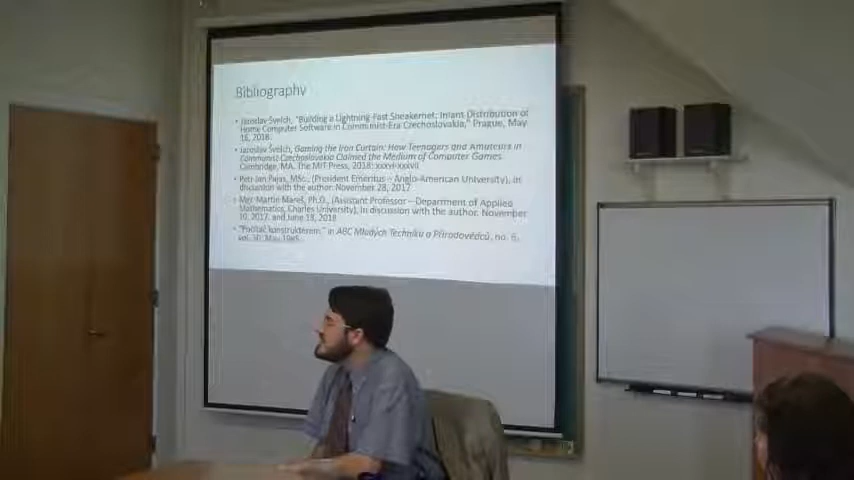 Bibliography
• Jaroslav Švelch, "Building a Lightning-Fast Sneakernet: Infant Distribution of
Home Computer Software in Communist-Era Czechoslovakia," Prague, May
16, 2018.
• Jaroslav Švelch, Gaming the Iron Curtain: How Teenagers and Amateurs in
Communist Czechoslovakia Claimed the Medium of Computer Games.
Cambridge, MA. The MIT Press, 2018:
• Petr Jan Pajas, MSc., (President Emeritus – Anglo-American University), in
discussion with the author. November 28, 2017
• Martin Mareš, Ph.D., (Assistant Professor – Department of Applied
Mathematics, Charles University), in discussion with the author. November
10, 2017. and June 2018
• "Počítač konstruktérem." in ABC Mladých Techniků a Přírodovědců, no.
vol. 30, May